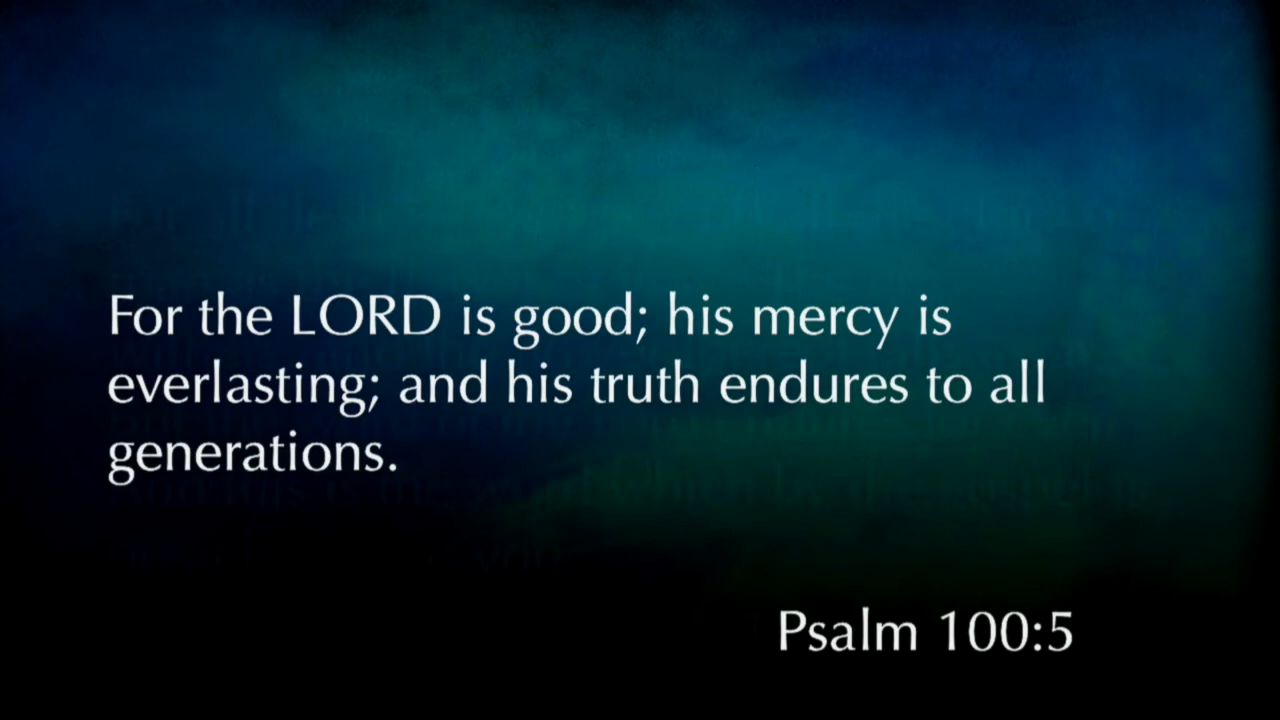 For the LORD is good; his mercy is
everlasting; and his truth endures to all
generations.
Psalm 100:5